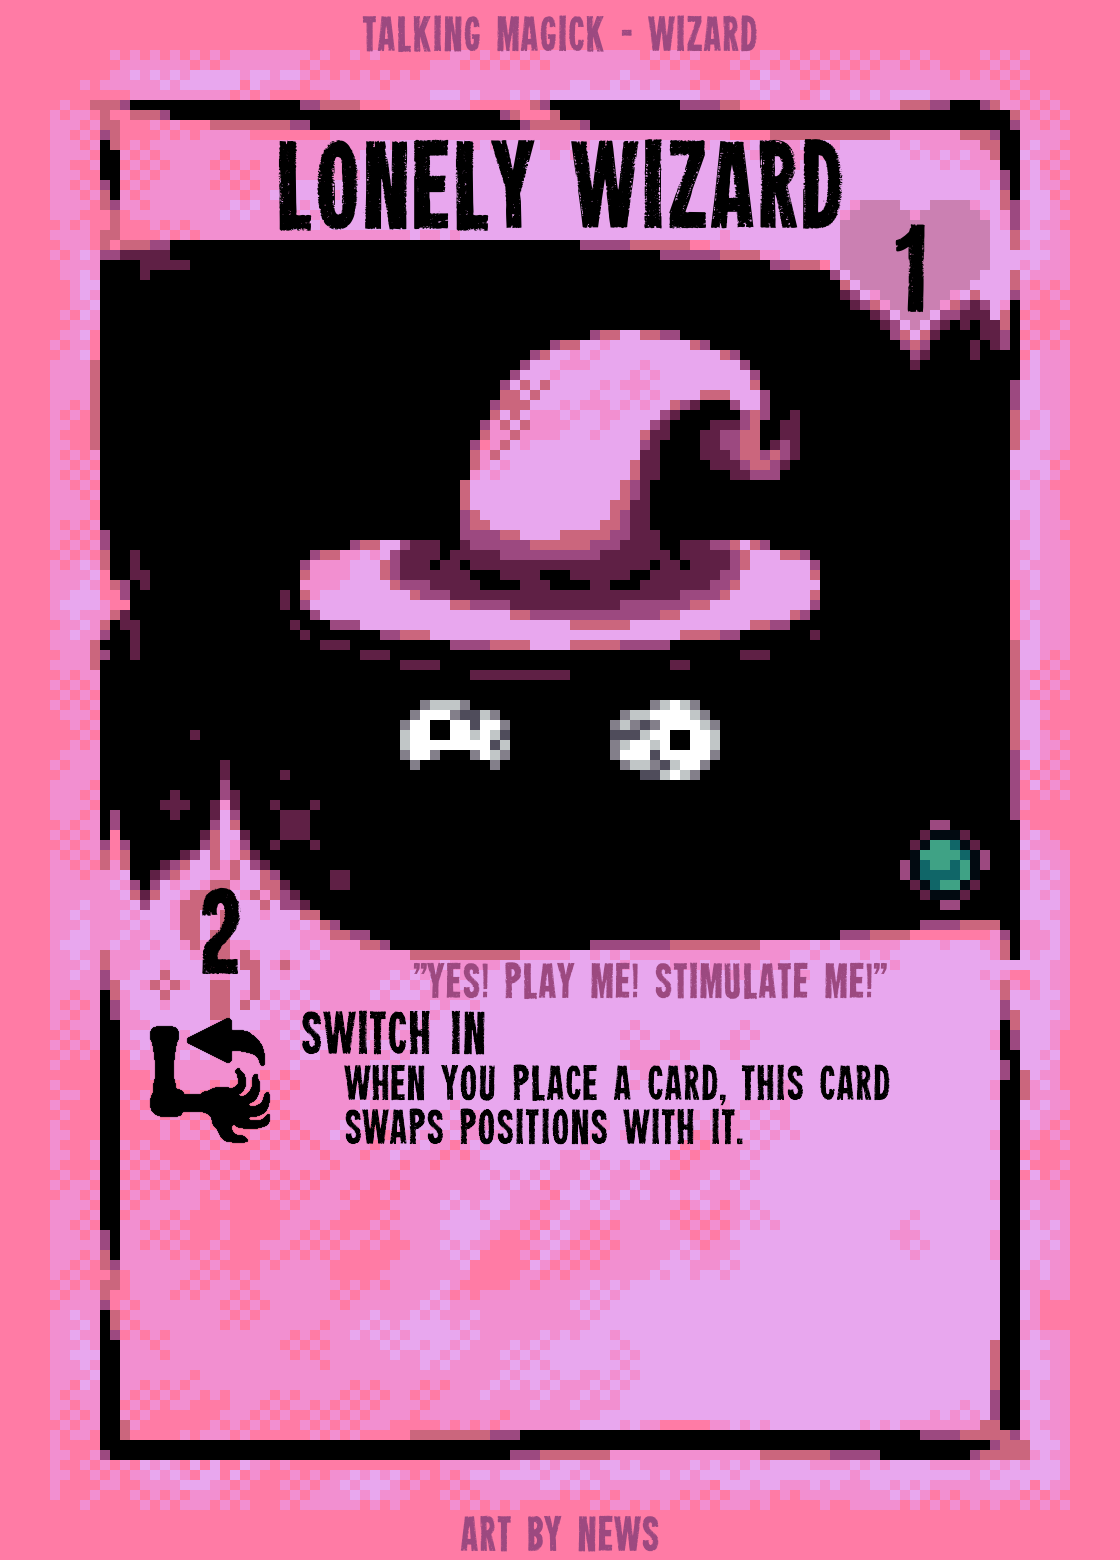 TALKING MAGICK - WIZARD
LONELY WIZARD
1
2
"YES! PLAY ME! STIMULATE ME!"
SWITCH IN
WHEN YOU PLACE A CARD, THIS CARD
SWAPS POSITIONS WITH IT.
ART BY NEWS